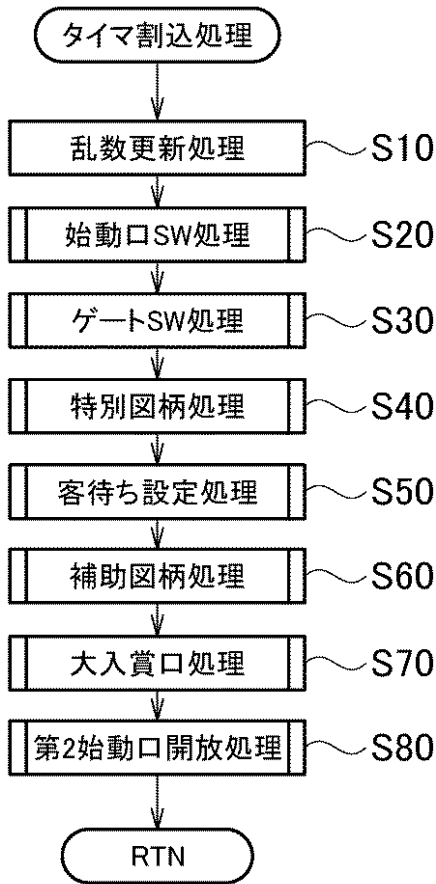 タイマ割込処理
乱数更新処理 S10
始動口SW処理 S20
ゲートSW処理 S30
特別図柄処理 S40
客待ち設定処理 S50
補助図柄処理 S60
大入賞口処理 S70
第2始動口開放処理 S80
RTN